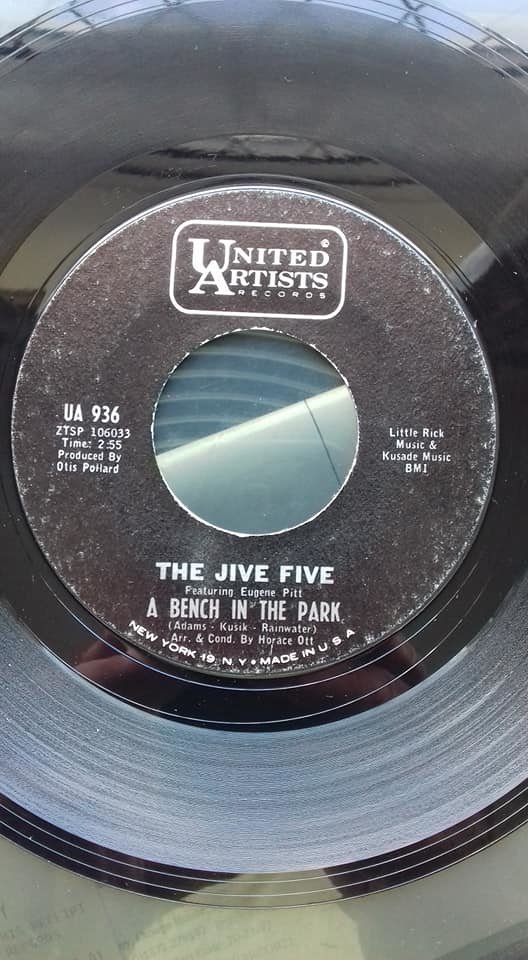 UNITED ©
ARTISTS
RECORDS
UA 936
ZTSP 106033
Time: 2:55
Produced By
Otis Pollard
Little Rick
Music &
Kusade Music
BMI
THE JIVE FIVE
Featuring Eugene Pitt
A BENCH IN THE PARK
(Adams - Kusik - Rainwater)
Arr. & Cond. By Horace Ott
NEW YORK 19, N.Y. • MADE IN U S A